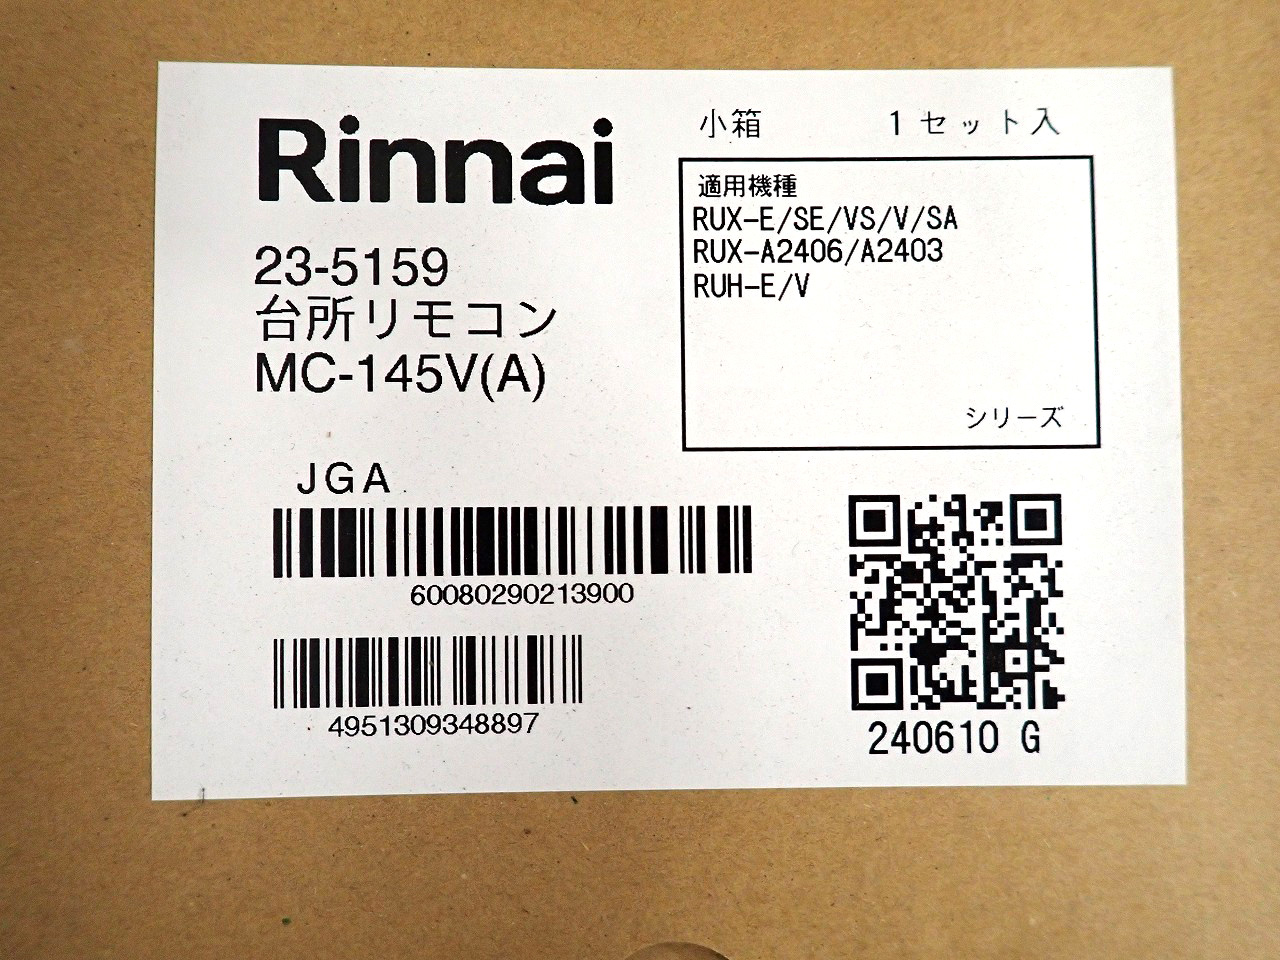 Rinnai
23-5159
台所リモコン
MC-145V(A)
小箱 1セット入
適用機種
RUX-E/SE/VS/V/SA
RUX-A2406/A2403
RUH-E/V
シリーズ
JGA
60080290213900
4951309348897
240610 G